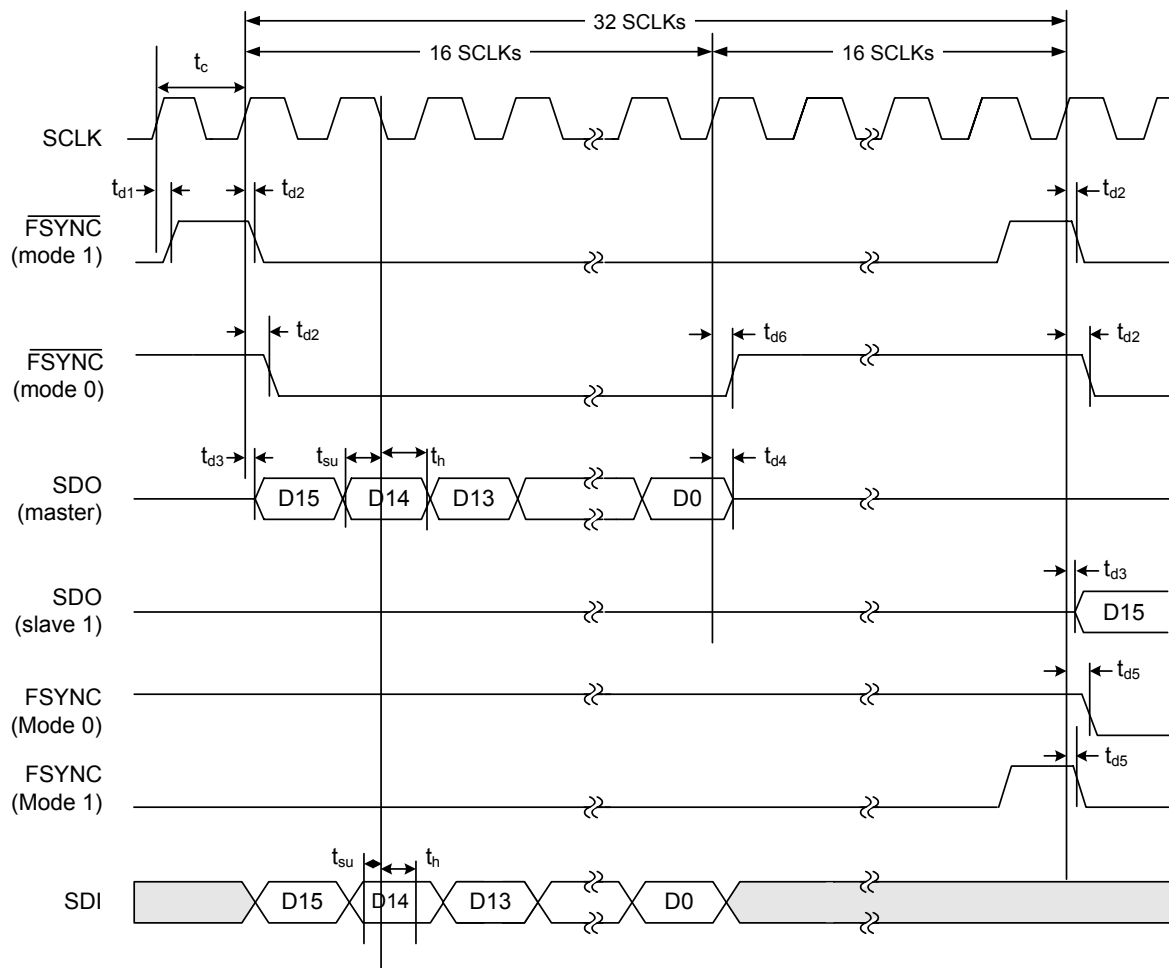 32 SCLKs
16 SCLKs
16 SCLKs
tc
SCLK
td1
td2
td2
FSYNC
(mode 1)
td2
td6
td2
FSYNC
(mode 0)
td3
tsu
th
td4
SDO
(master)
D15
D14
D13
D0
td3
SDO
(slave 1)
D15
td5
FSYNC
(Mode 0)
td5
FSYNC
(Mode 1)
tsu
th
SDI
D15
D14
D13
D0